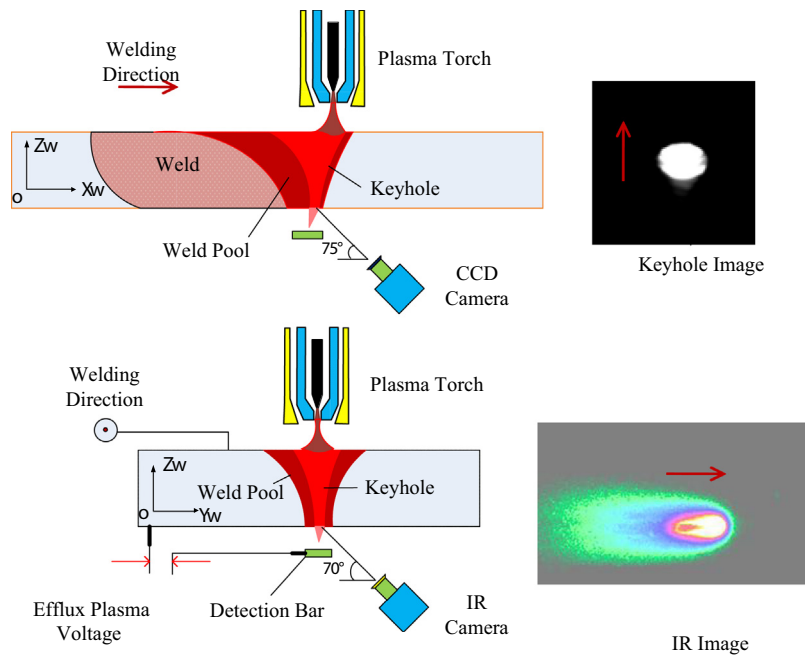 Welding
Direction
Plasma Torch
Zw
Xw
o
Weld
Keyhole
Weld Pool
75°
CCD
Camera
Keyhole Image
Welding
Direction
Plasma Torch
Zw
Yw
o
Weld Pool
Keyhole
70°
Efflux Plasma
Voltage
Detection Bar
IR
Camera
IR Image